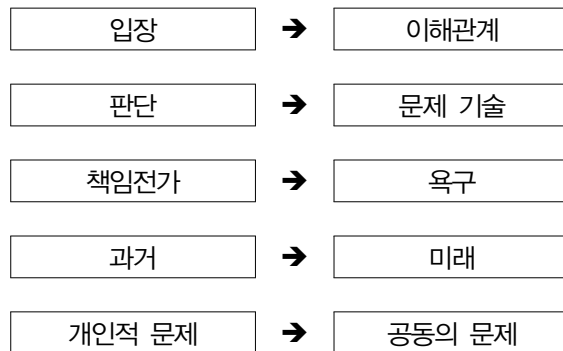 입장 ➔ 이해관계
판단 ➔ 문제 기술
책임전가 ➔ 욕구
과거 ➔ 미래
개인적 문제 ➔ 공동의 문제